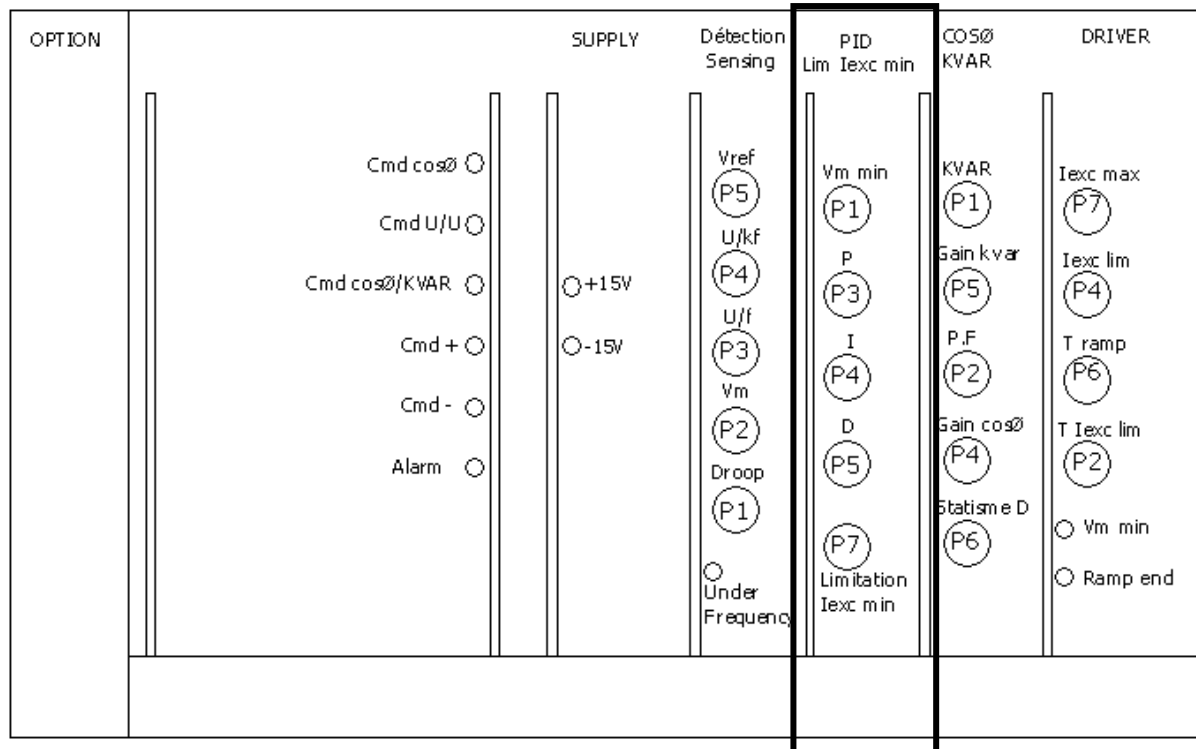 OPTION
SUPPLY
Détection
Sensing
PID
Lim Iexc min
COSØ
KVAR
DRIVER
Cmd cosØ
Cmd U/U
Cmd cosØ/KVAR
Cmd +
Cmd -
Alarm
+15V
-15V
Vref
P5
U/kf
P4
U/f
P3
Vm
P2
Droop
P1
Under
Frequency
Vm min
P1
P
P3
I
P4
D
P5
P7
Limitation
Iexc min
KVAR
P1
Gain kvar
P5
P.F
P2
Gain cosØ
P4
Statisme D
P6
Iexc max
P7
Iexc lim
P4
T ramp
P6
T Iexc lim
P2
Vm min
Ramp end